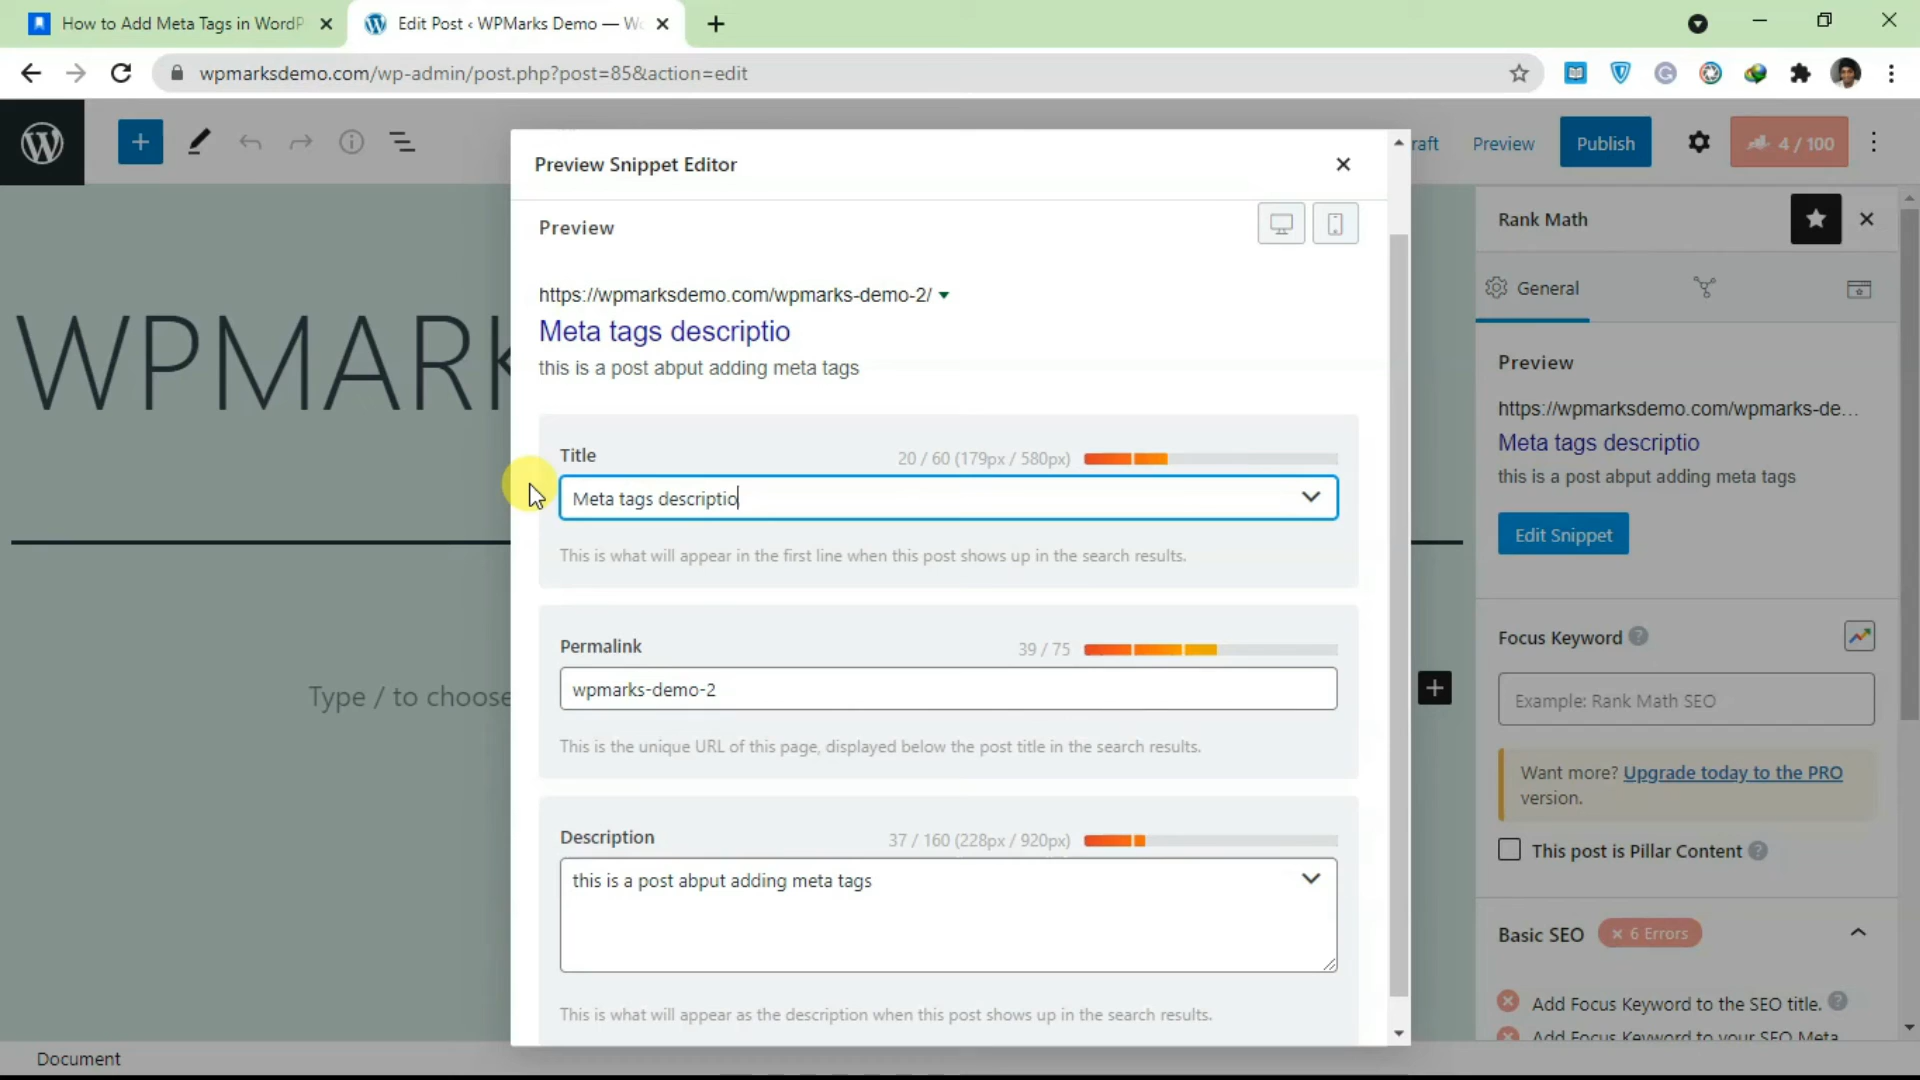 How to Add Meta Tags in WordP
Edit Post ‹ WPMarks Demo — Wo
wpmarksdemo.com/wp-admin/post.php?post=85&action=edit
raft
Preview
Publish
4 / 100
Preview Snippet Editor
Preview
https://wpmarksdemo.com/wpmarks-demo-2/
Meta tags descriptio
this is a post abput adding meta tags
Title
20 / 60 (179px / 580px)
Meta tags descriptio
This is what will appear in the first line when this post shows up in the search results.
Permalink
39 / 75
wpmarks-demo-2
This is the unique URL of this page, displayed below the post title in the search results.
Description
37 / 160 (228px / 920px)
this is a post abput adding meta tags
This is what will appear as the description when this post shows up in the search results.
WPMARK
Type / to choose
Rank Math
General
Preview
https://wpmarksdemo.com/wpmarks-de...
Meta tags descriptio
this is a post abput adding meta tags
Edit Snippet
Focus Keyword
Example: Rank Math SEO
Want more? Upgrade today to the PRO
version.
This post is Pillar Content
Basic SEO
× 6 Errors
Add Focus Keyword to the SEO title.
Add Focus Keyword to your SEO Meta
Document